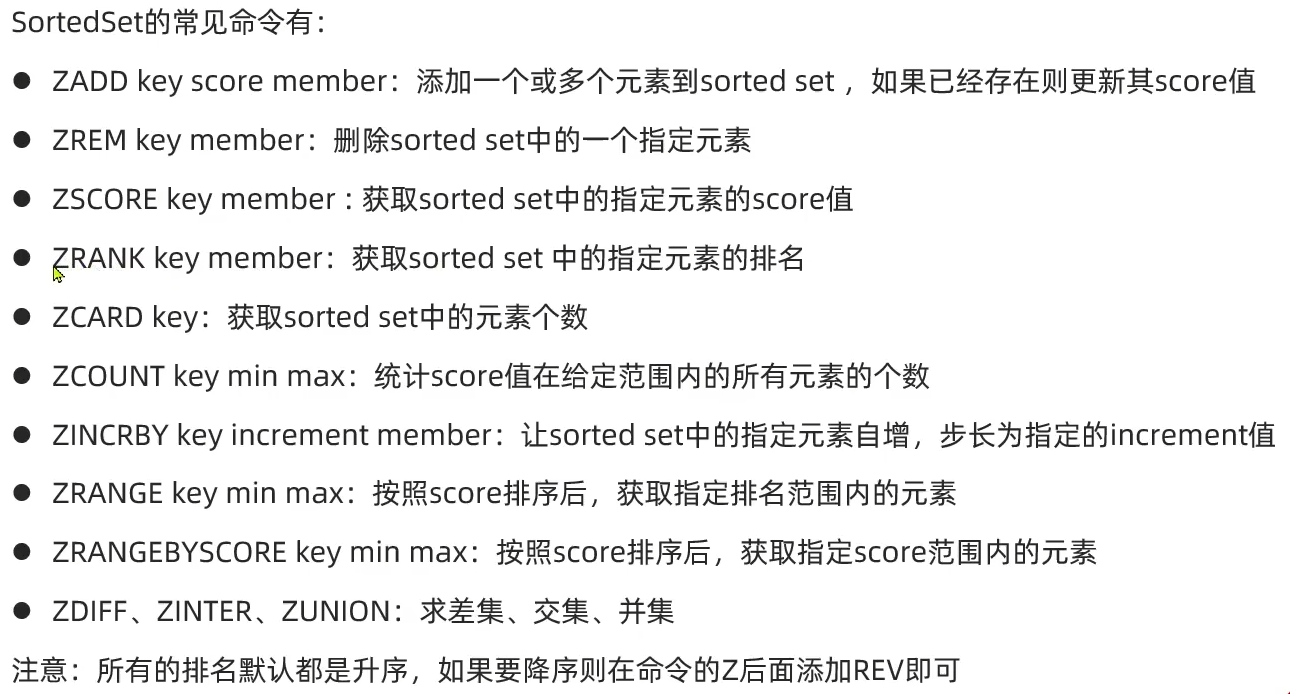 SortedSet的常见命令有：
● ZADD key score member：添加一个或多个元素到sorted set ，如果已经存在则更新其score值
● ZREM key member：删除sorted set中的一个指定元素
● ZSCORE key member : 获取sorted set中的指定元素的score值
● ZRANK key member：获取sorted set 中的指定元素的排名
● ZCARD key：获取sorted set中的元素个数
● ZCOUNT key min max：统计score值在给定范围内的所有元素的个数
● ZINCRBY key increment member：让sorted set中的指定元素自增，步长为指定的increment值
● ZRANGE key min max：按照score排序后，获取指定排名范围内的元素
● ZRANGEBYSCORE key min max：按照score排序后，获取指定score范围内的元素
● ZDIFF、ZINTER、ZUNION：求差集、交集、并集
注意：所有的排名默认都是升序，如果要降序则在命令的Z后面添加REV即可